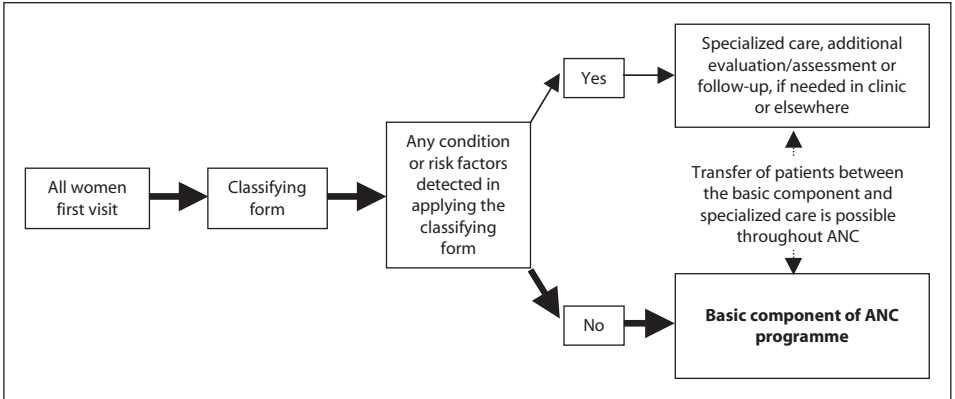 All women
first visit
Classifying
form
Any condition
or risk factors
detected in
applying the
classifying
form
Yes
Specialized care, additional
evaluation/assessment or
follow-up, if needed in clinic
or elsewhere
Transfer of patients between
the basic component and
specialized care is possible
throughout ANC
No
Basic component of ANC
programme